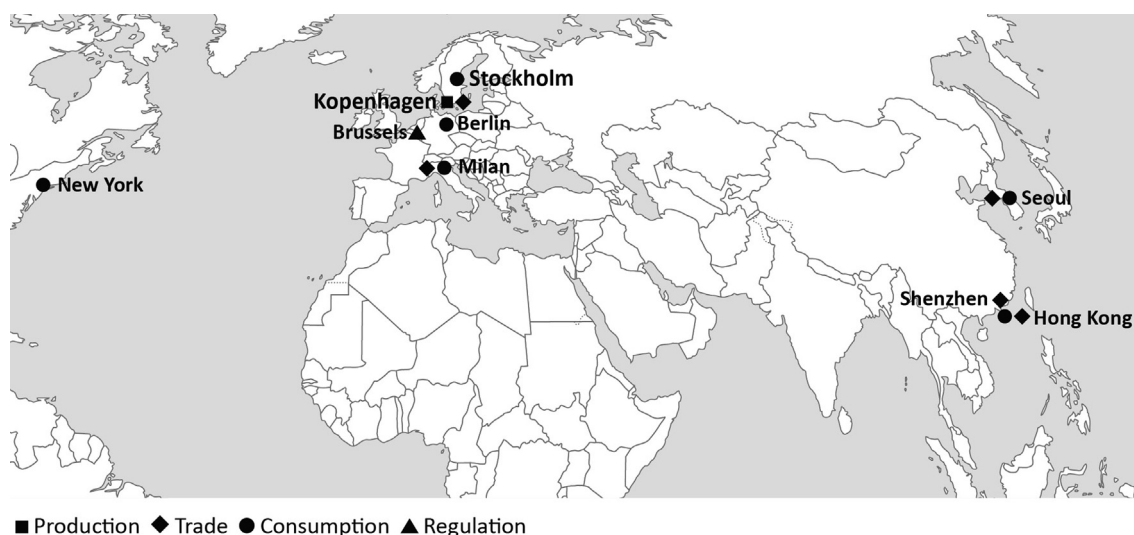 Stockholm
Kopenhagen
Berlin
Brussels
Milan
New York
Seoul
Shenzhen
Hong Kong
Production Trade Consumption Regulation